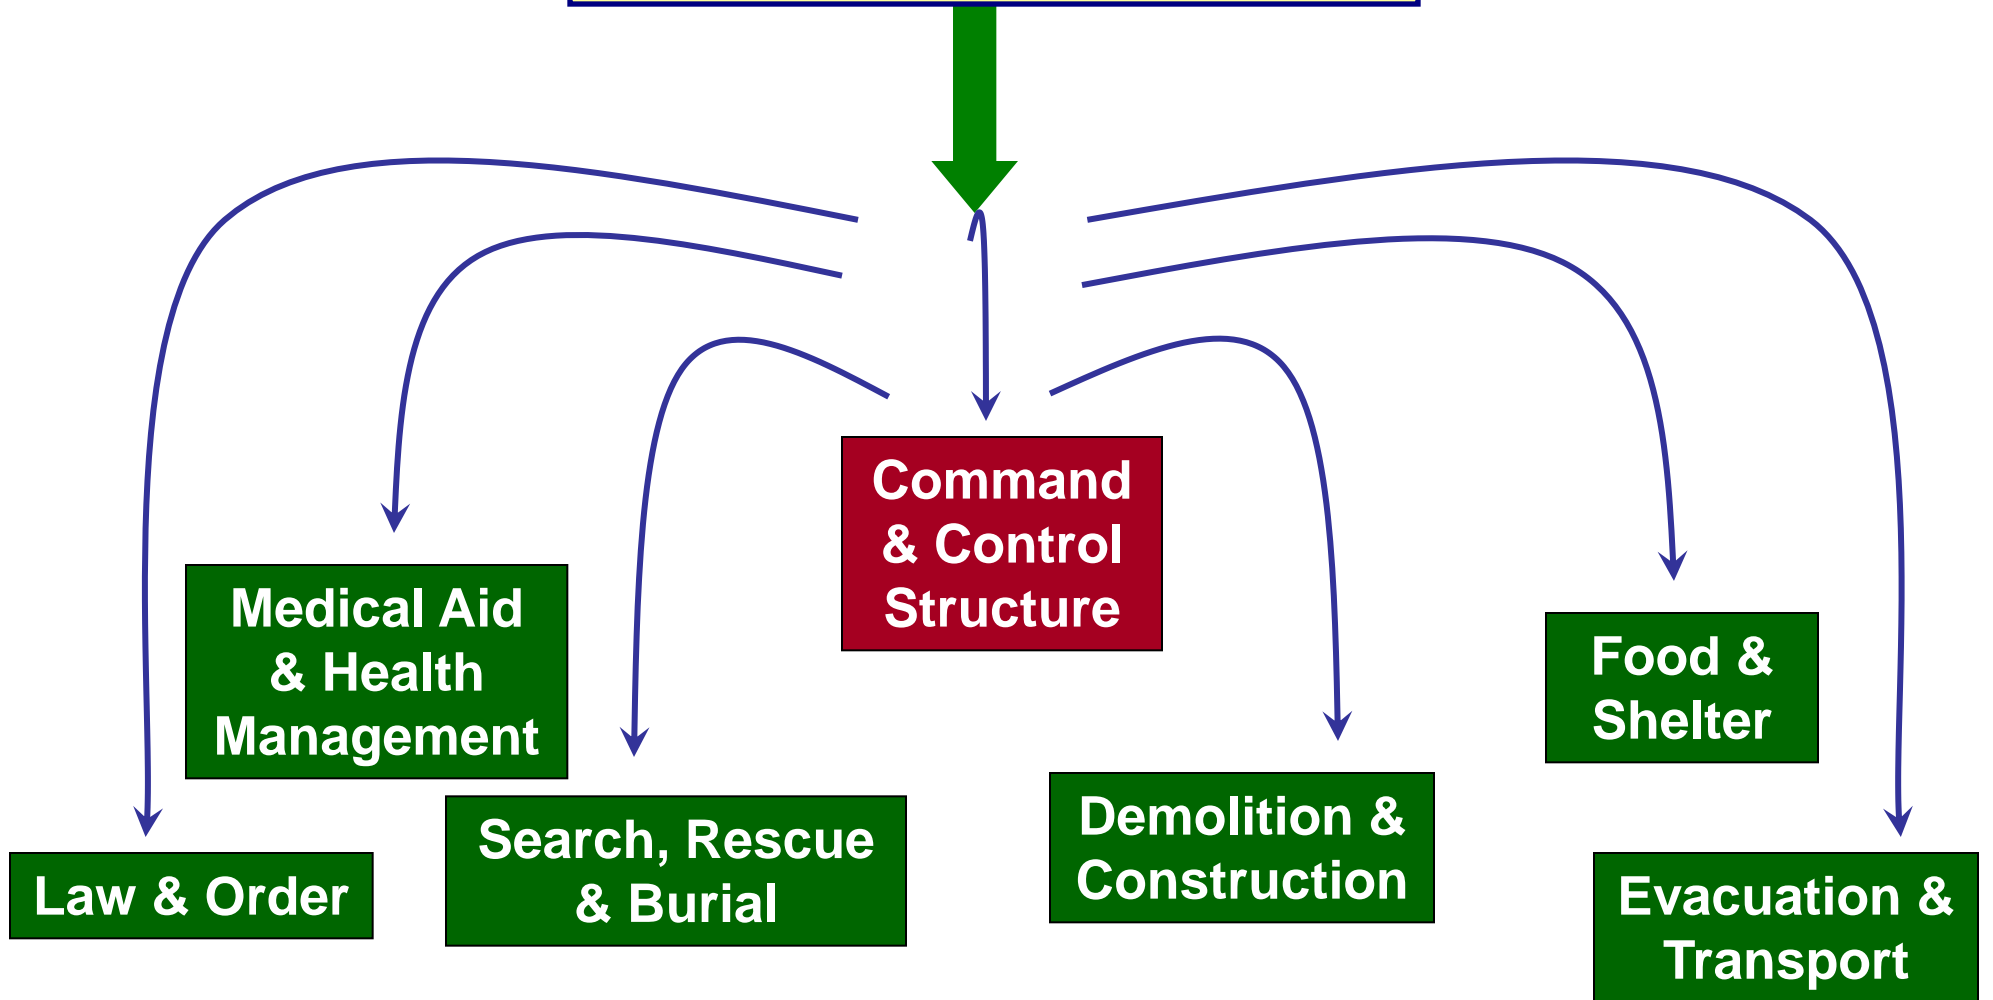 Command
& Control
Structure
Medical Aid
& Health
Management
Food &
Shelter
Search, Rescue
& Burial
Demolition &
Construction
Law & Order
Evacuation &
Transport